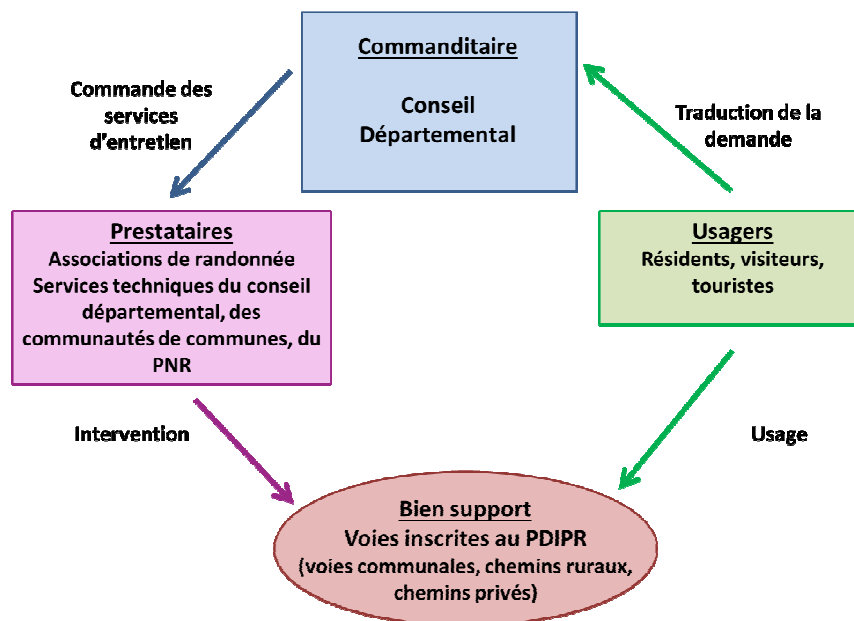 Commanditaire
Conseil
Départemental
Commande des
services
d'entretien
Traduction de la
demande
Prestataires
Associations de randonnée
Services techniques du conseil
départemental, des
communautés de communes, du
PNR
Usagers
Résidents, visiteurs,
touristes
Intervention
Usage
Bien support
Voies inscrites au PDIPR
(voies communales, chemins ruraux,
chemins privés)